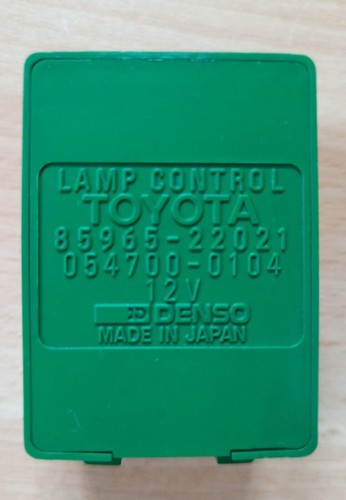 LAMP CONTROL
TOYOTA
85965-22021
054700-0104
12V
DENSO
MADE IN JAPAN